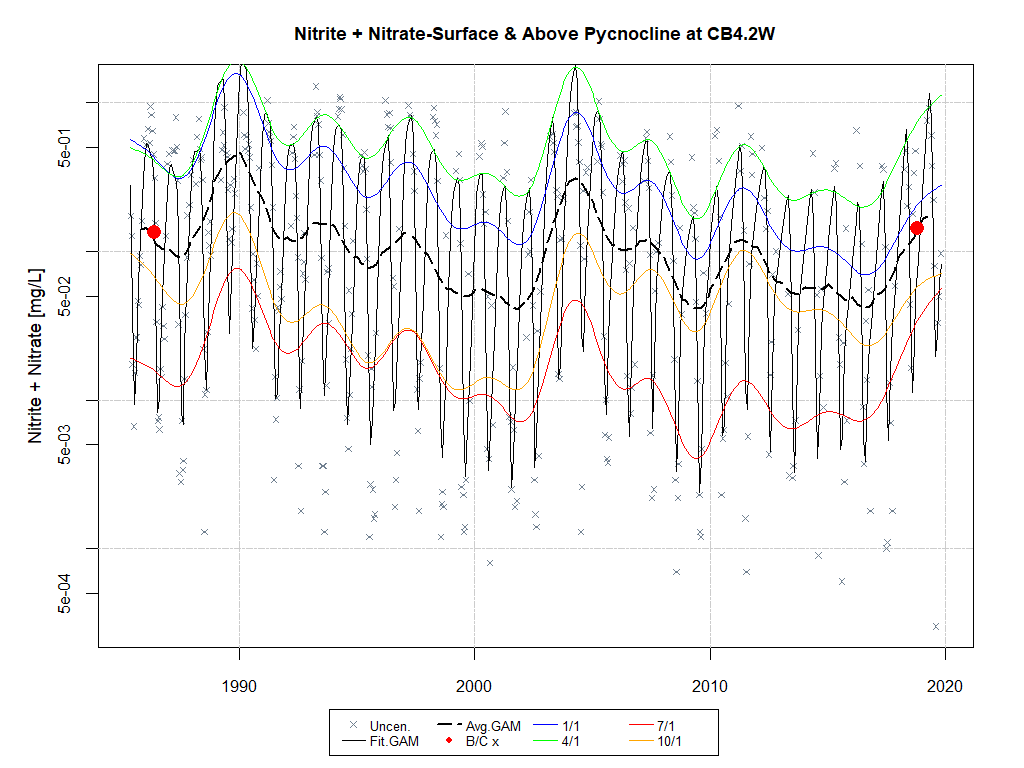 Nitrite + Nitrate-Surface & Above Pycnocline at CB4.2W
Nitrite + Nitrate [mg/L]
5e-01
5e-02
5e-03
5e-04
1990 2000 2010 2020
Uncen. Avg.GAM 1/1 7/1
Fit.GAM B/C x 4/1 10/1